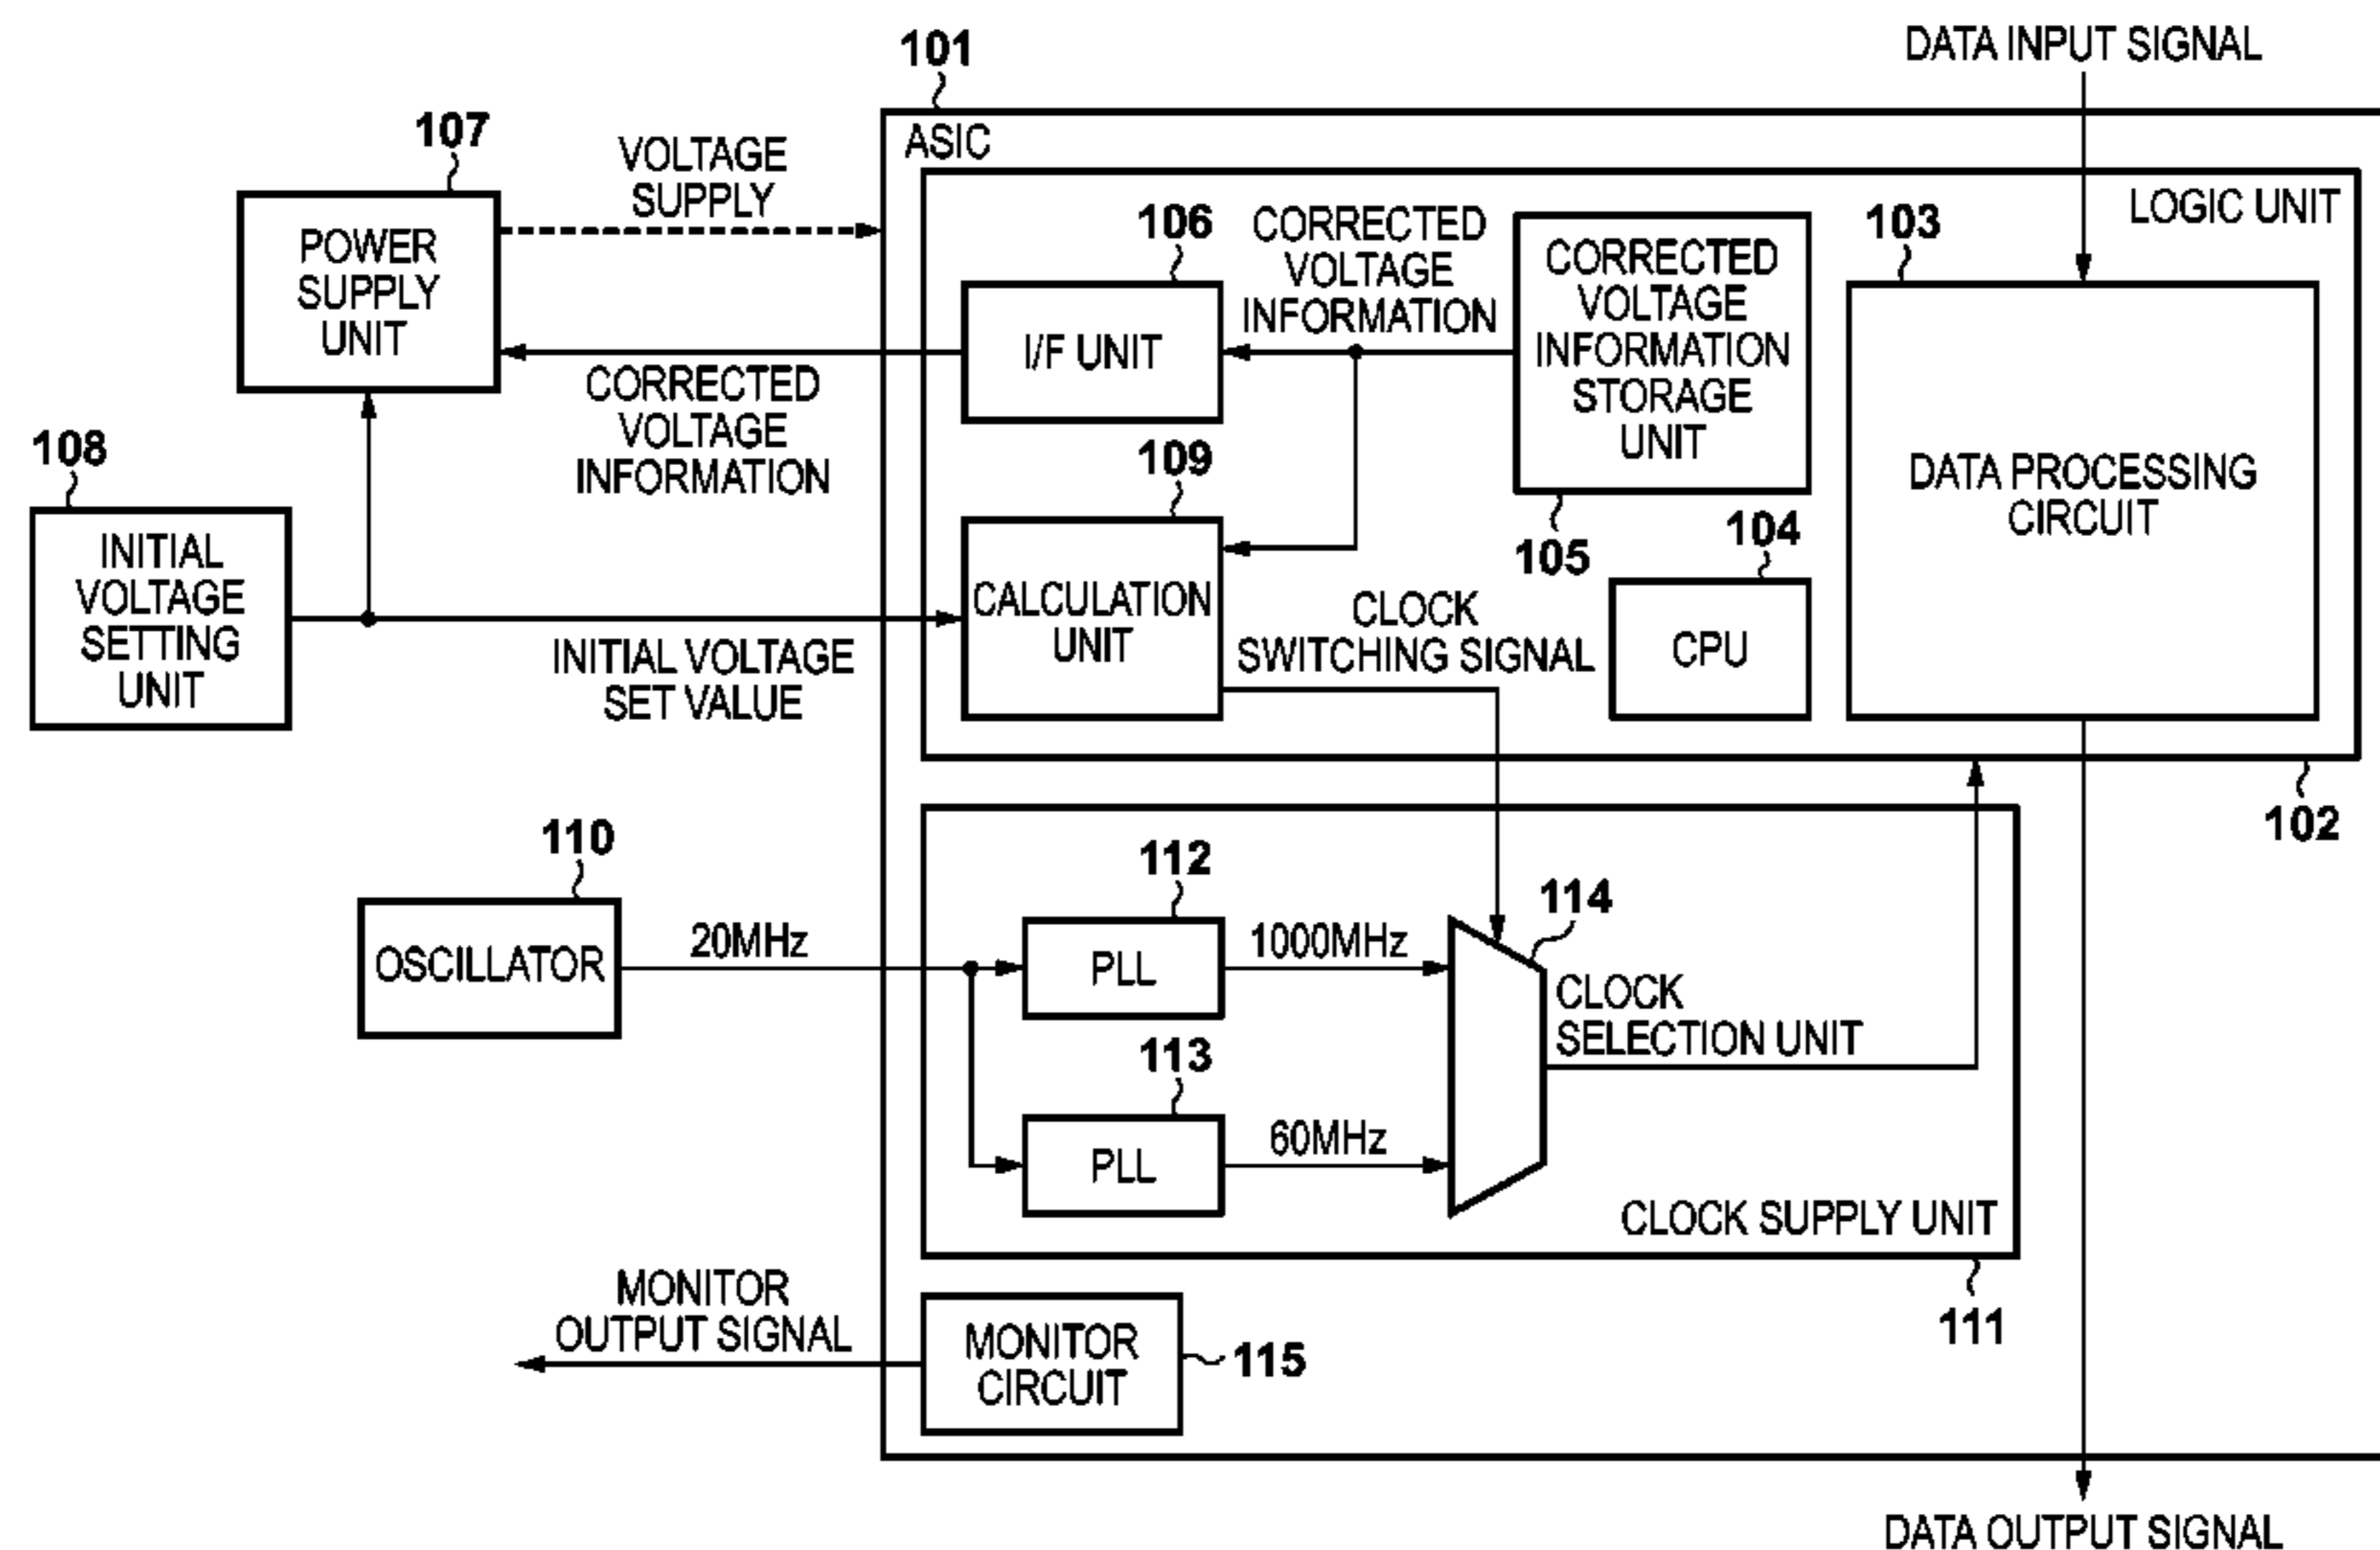 101
DATA INPUT SIGNAL
107
VOLTAGE
SUPPLY
ASIC
LOGIC UNIT
POWER
SUPPLY
UNIT
106
CORRECTED
VOLTAGE
INFORMATION
CORRECTED
VOLTAGE
INFORMATION
STORAGE
UNIT
103
I/F UNIT
CORRECTED
VOLTAGE
INFORMATION
108
109
105
104
DATA PROCESSING
CIRCUIT
INITIAL
VOLTAGE
SETTING
UNIT
CALCULATION
UNIT
CLOCK
SWITCHING SIGNAL
CPU
INITIAL VOLTAGE
SET VALUE
102
110
112
114
OSCILLATOR
20MHz
PLL
1000MHz
CLOCK
SELECTION UNIT
113
PLL
60MHz
CLOCK SUPPLY UNIT
111
MONITOR
OUTPUT SIGNAL
MONITOR
CIRCUIT
115
DATA OUTPUT SIGNAL